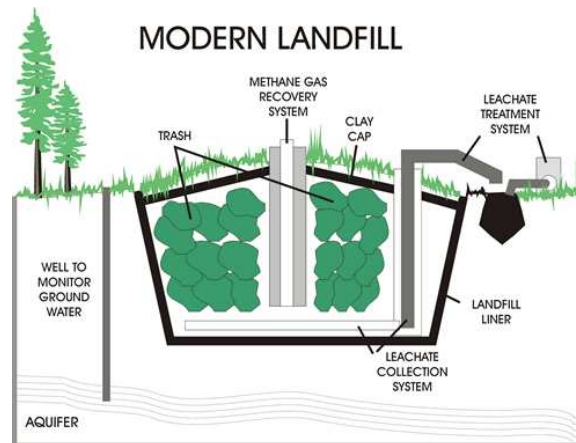 MODERN LANDFILL
METHANE GAS
RECOVERY
SYSTEM
LEACHATE
TREATMENT
SYSTEM
TRASH
CLAY
CAP
WELL TO
MONITOR
GROUND
WATER
LANDFILL
LINER
LEACHATE
COLLECTION
SYSTEM
AQUIFER